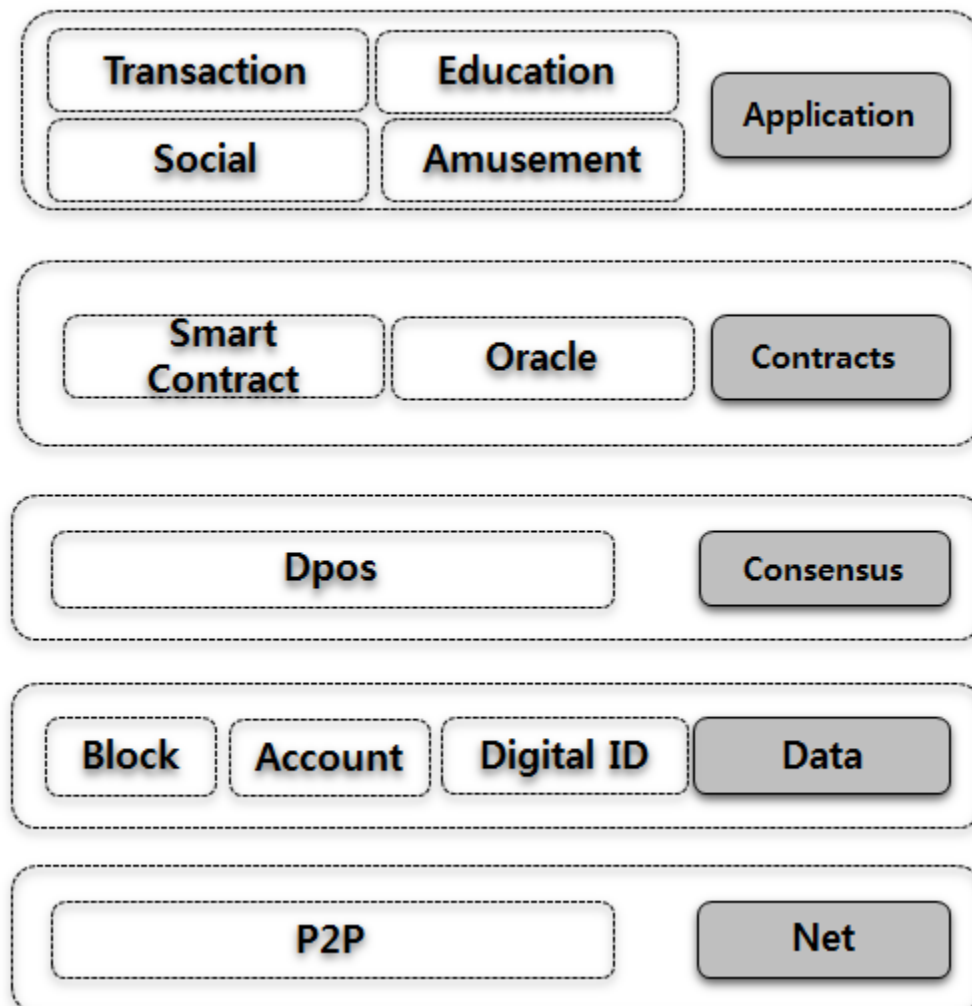 Transaction
Education
Application
Social
Amusement
Smart
Contract
Oracle
Contracts
Dpos
Consensus
Block
Account
Digital ID
Data
P2P
Net